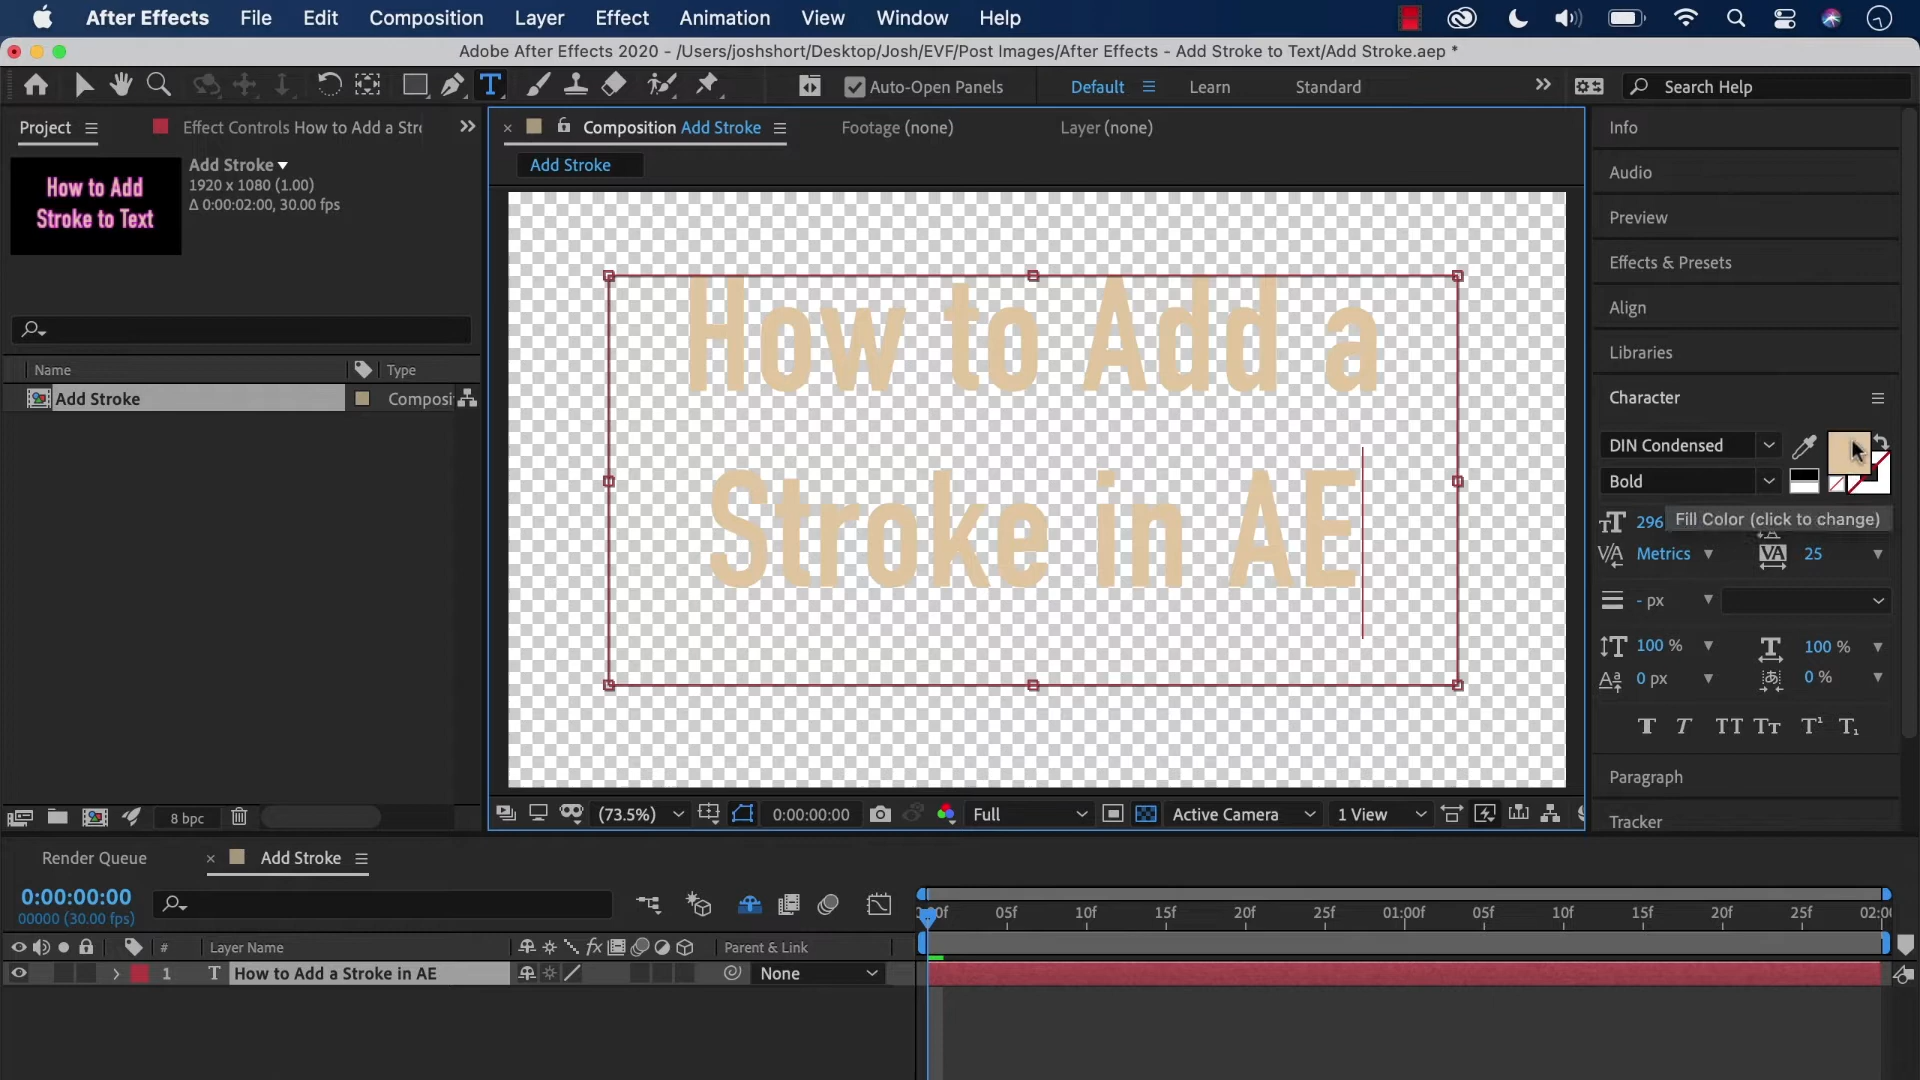 After Effects File Edit Composition Layer Effect Animation View Window Help
Adobe After Effects 2020 - /Users/joshshort/Desktop/Josh/EVF/Post Images/After Effects - Add Stroke to Text/Add Stroke.aep *
Auto-Open Panels Default Learn Standard Search Help
Project Effect Controls How to Add a Stro
Composition Add Stroke Footage (none) Layer (none)
Add Stroke
Add Stroke
1920 x 1080 (1.00)
Δ 0:00:02:00, 30.00 fps
How to Add
Stroke to Text
Name Type
Add Stroke Composi
8 bpc
How to Add a
Stroke in AE
(73.5%) 0:00:00:00 Full Active Camera 1 View
Info
Audio
Preview
Effects & Presets
Align
Libraries
Character
DIN Condensed
Bold
296 Fill Color (click to change)
Metrics 25
- px
100 % 100 %
0 px 0 %
T T TT Tt T¹ T₁
Paragraph
Tracker
Render Queue Add Stroke
0:00:00:00
00000 (30.00 fps)
05f 10f 15f 20f 25f 01:00f 05f 10f 15f 20f 25f
# Layer Name fx Parent & Link
1 T How to Add a Stroke in AE None